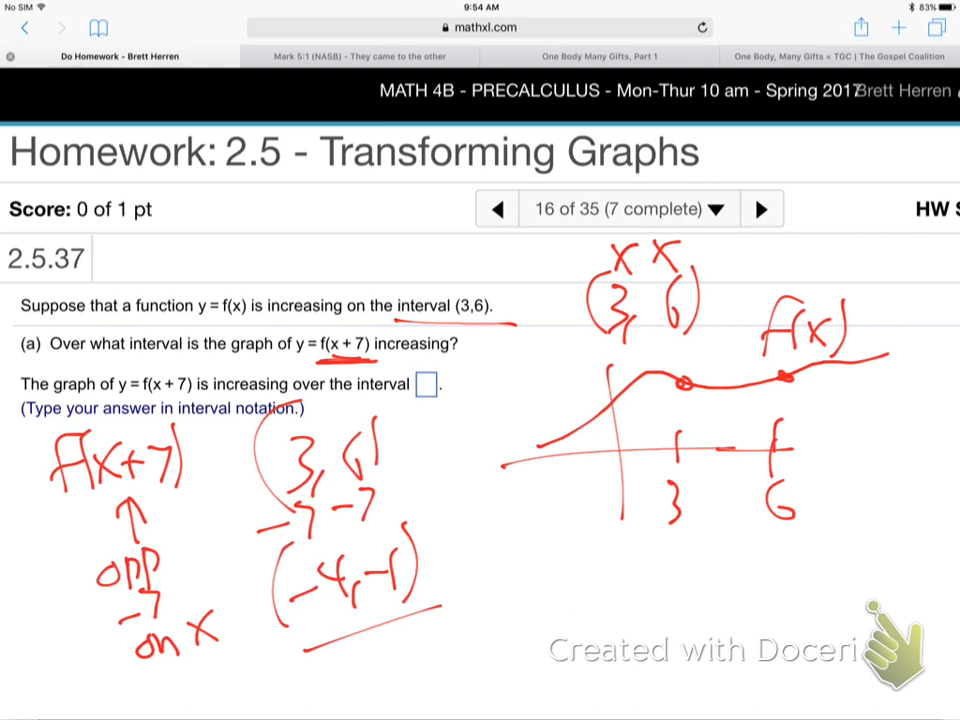 No SIM
9:54 AM
83%
mathxl.com
Do Homework - Brett Herren
Mark 5:1 (NASB) - They came to the other
One Body Many Gifts, Part 1
One Body, Many Gifts « TGC | The Gospel Coalition
MATH 4B - PRECALCULUS - Mon-Thur 10 am - Spring 2017
Brett Herren
Homework: 2.5 - Transforming Graphs
Score: 0 of 1 pt
16 of 35 (7 complete)
HW S
2.5.37
x x
(3, 6)
Suppose that a function y = f(x) is increasing on the interval (3,6).
f(x)
(a) Over what interval is the graph of y = f(x + 7) increasing?
The graph of y = f(x + 7) is increasing over the interval .
(Type your answer in interval notation.)
f(x+7)
3, 6)
-7 -7
(-4, -1)
3 6
opp
-7
on x
Created with Doceri